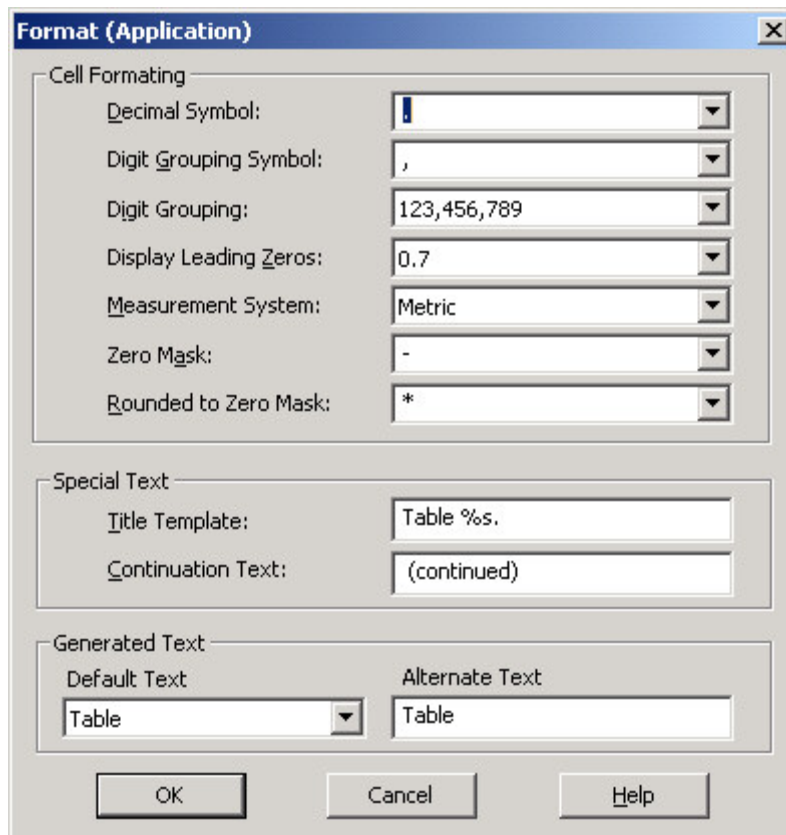 Format (Application)
Cell Formating
Decimal Symbol: .
Digit Grouping Symbol: ,
Digit Grouping: 123,456,789
Display Leading Zeros: 0.7
Measurement System: Metric
Zero Mask: -
Rounded to Zero Mask: *
Special Text
Title Template: Table %s.
Continuation Text: (continued)
Generated Text
Default Text Alternate Text
Table Table
OK Cancel Help